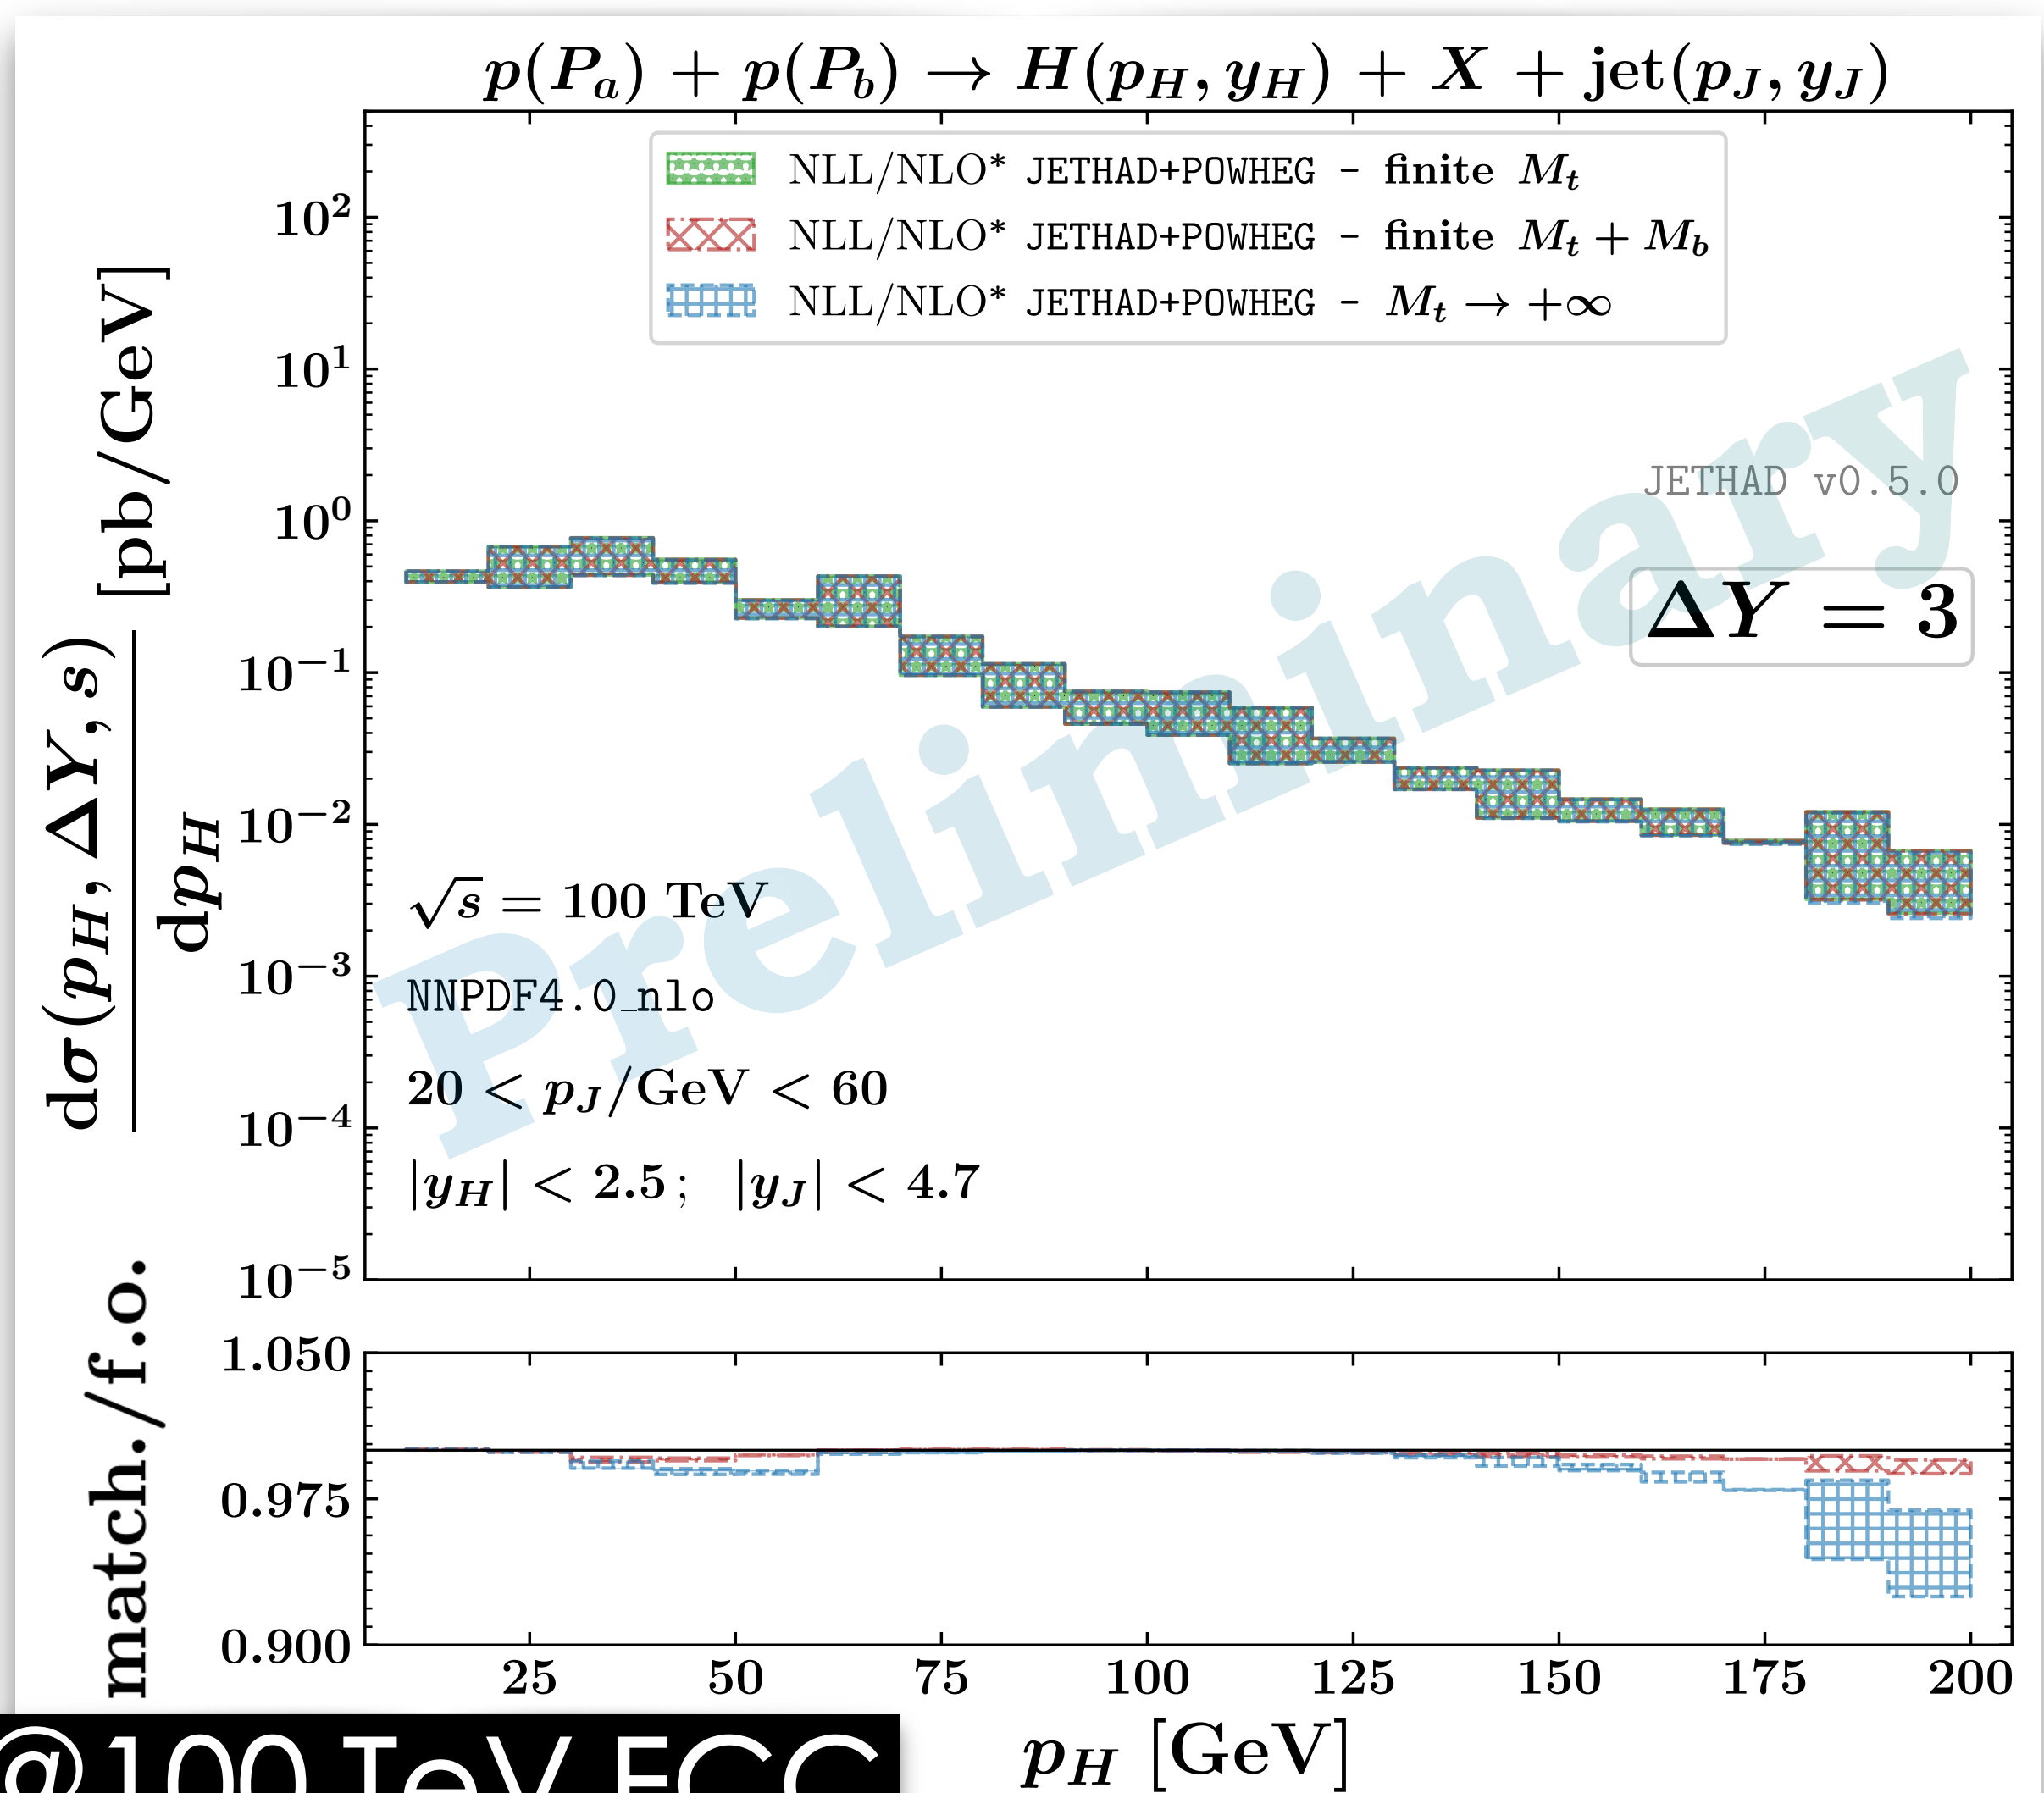 p(P_a) + p(P_b) → H(p_H, y_H) + X + jet(p_J, y_J)
NLL/NLO* JETHAD+POWHEG - finite M_t
NLL/NLO* JETHAD+POWHEG - finite M_t + M_b
NLL/NLO* JETHAD+POWHEG - M_t → +∞
dσ(p_H, ΔY, s)
dp_H
[pb/GeV]
10^2
10^1
10^0
10^−1
10^−2
10^−3
10^−4
10^−5
JETHAD v0.5.0
ΔY = 3
Preliminary
√s = 100 TeV
NNPDF4.0_nlo
20 < p_J/GeV < 60
|y_H| < 2.5 ; |y_J| < 4.7
match./f.o.
1.050
0.975
0.900
25 50 75 100 125 150 175 200
p_H [GeV]
@100 TeV FCC